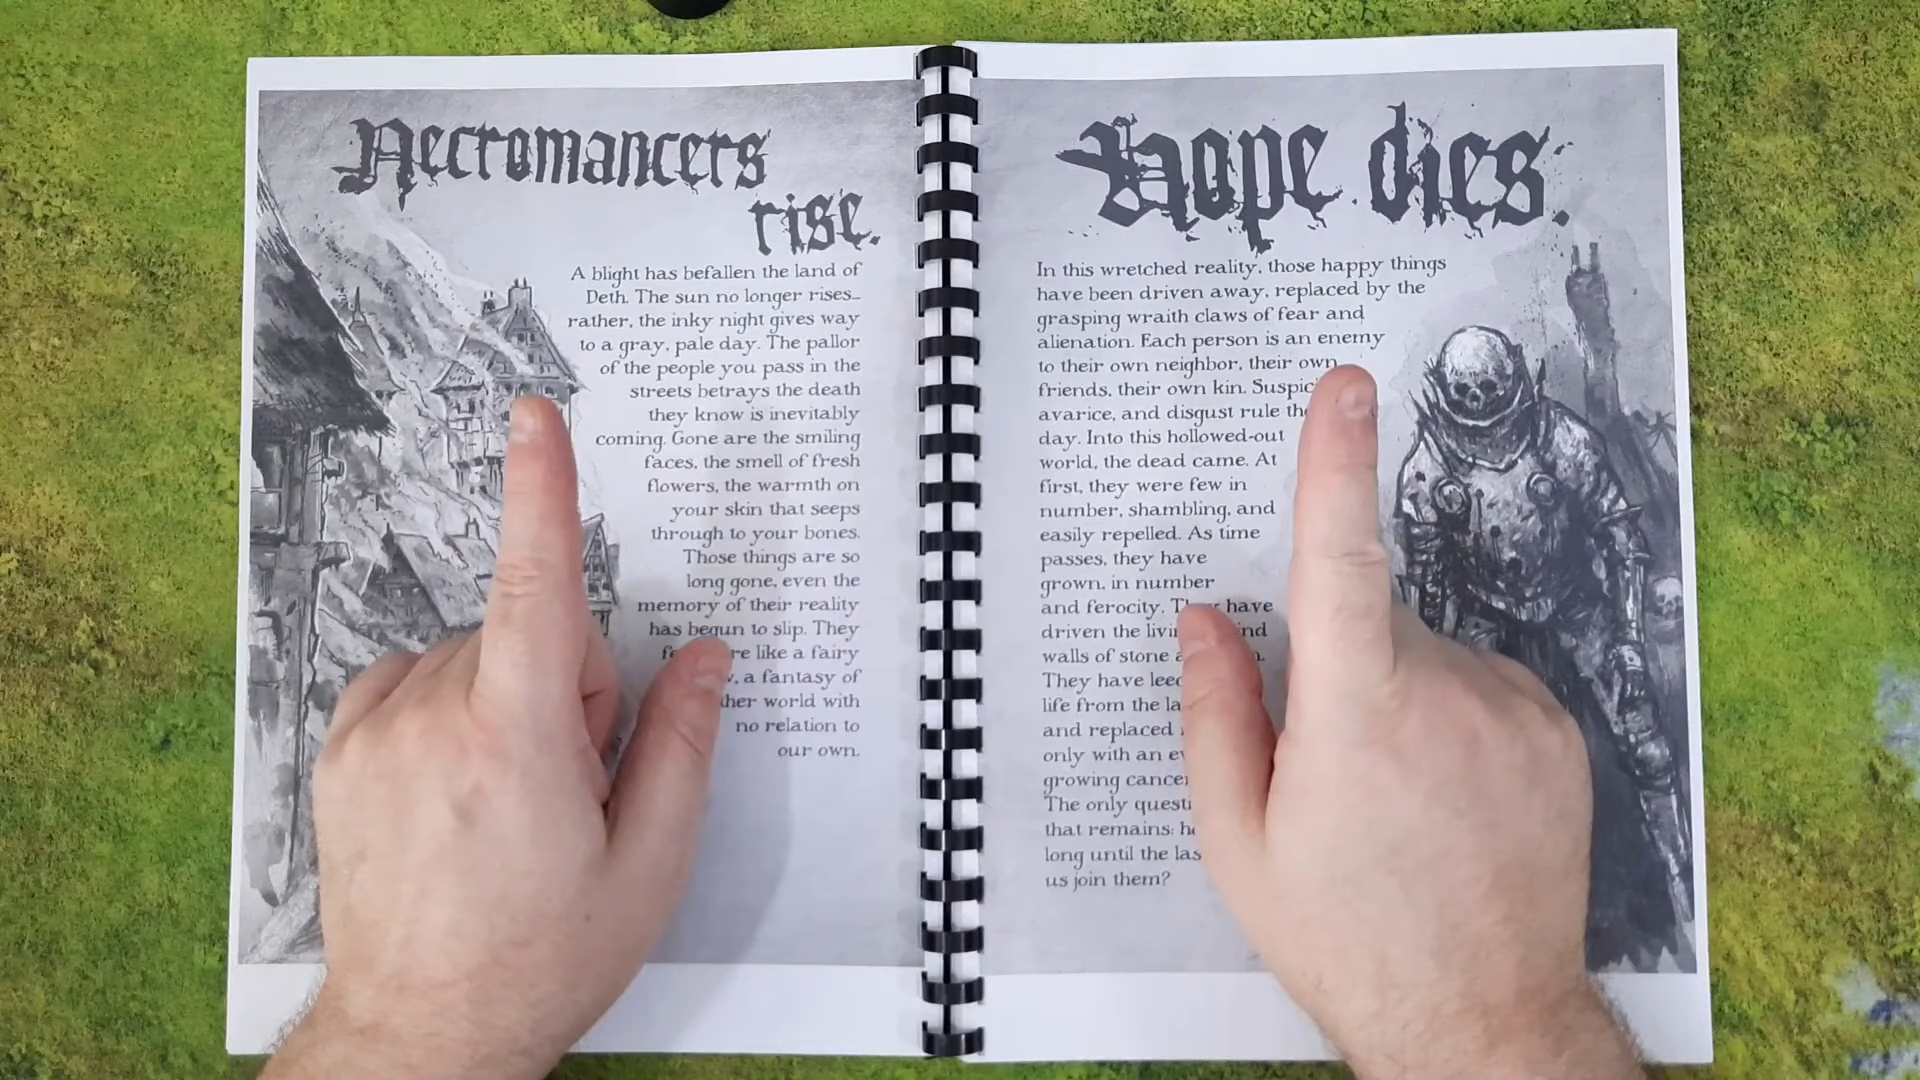 Necromancers
rise.
A blight has befallen the land of
Deth. The sun no longer rises...
rather, the inky night gives way
to a gray, pale day. The pallor
of the people you pass in the
streets betrays the death
they know is inevitably
coming. Gone are the smiling
faces, the smell of fresh
flowers, the warmth on
your skin that seeps
through to your bones.
Those things are so
long gone, even the
memory of their reality
has begun to slip. They
like a fairy
a fantasy of
world with
no relation to
our own.
Hope dies.
In this wretched reality, those happy things
have been driven away, replaced by the
grasping wraith claws of fear and
alienation. Each person is an enemy
to their own neighbor, their own
friends, their own kin.
avarice, and disgust rule
day. Into this hollowed-out
world, the dead came. At
first, they were few in
number, shambling, and
easily repelled. As time
passes, they have
grown, in number
and ferocity. They have
driven the
walls of stone
They have
life from the
and replaced
only with an
growing
The only
that remains:
long until the
us join them?